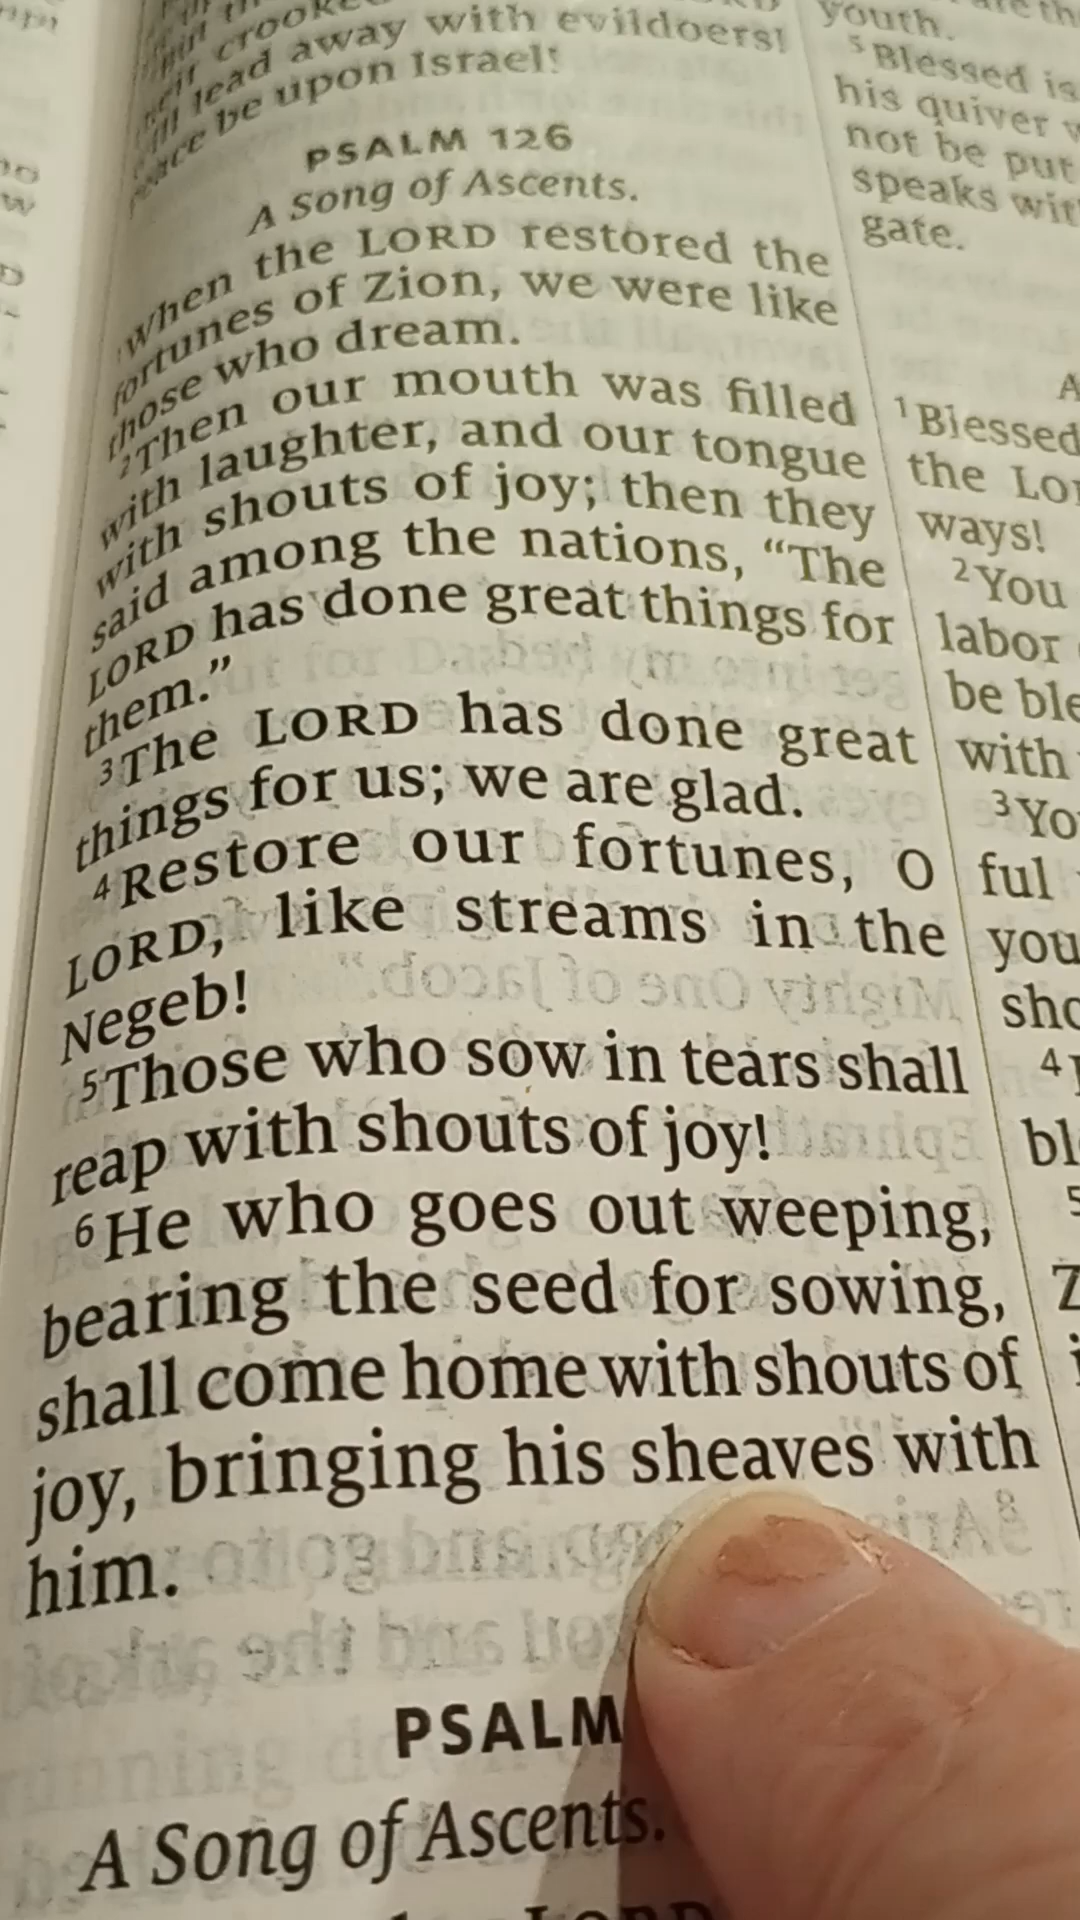 crooke
lead away with evildoers!
be upon Israel!
PSALM 126
A Song of Ascents.
When the LORD restored the
fortunes of Zion, we were like
those who dream.
2Then our mouth was filled
with laughter, and our tongue
with shouts of joy; then they
said among the nations, “The
LORD has done great things for
them.”
3The LORD has done great
things for us; we are glad.
4Restore our fortunes, O
LORD, like streams in the
Negeb!
5Those who sow in tears shall
reap with shouts of joy!
6He who goes out weeping,
bearing the seed for sowing,
shall come home with shouts of
joy, bringing his sheaves with
him.
PSALM
A Song of Ascents.
LORD
youth.
5Blessed is
his quiver
not be put
speaks wit
gate.
A
1Blessed
the Lor
ways!
2You
labor
be ble
with
3Yo
ful
you
sho
4
bl
5
Z